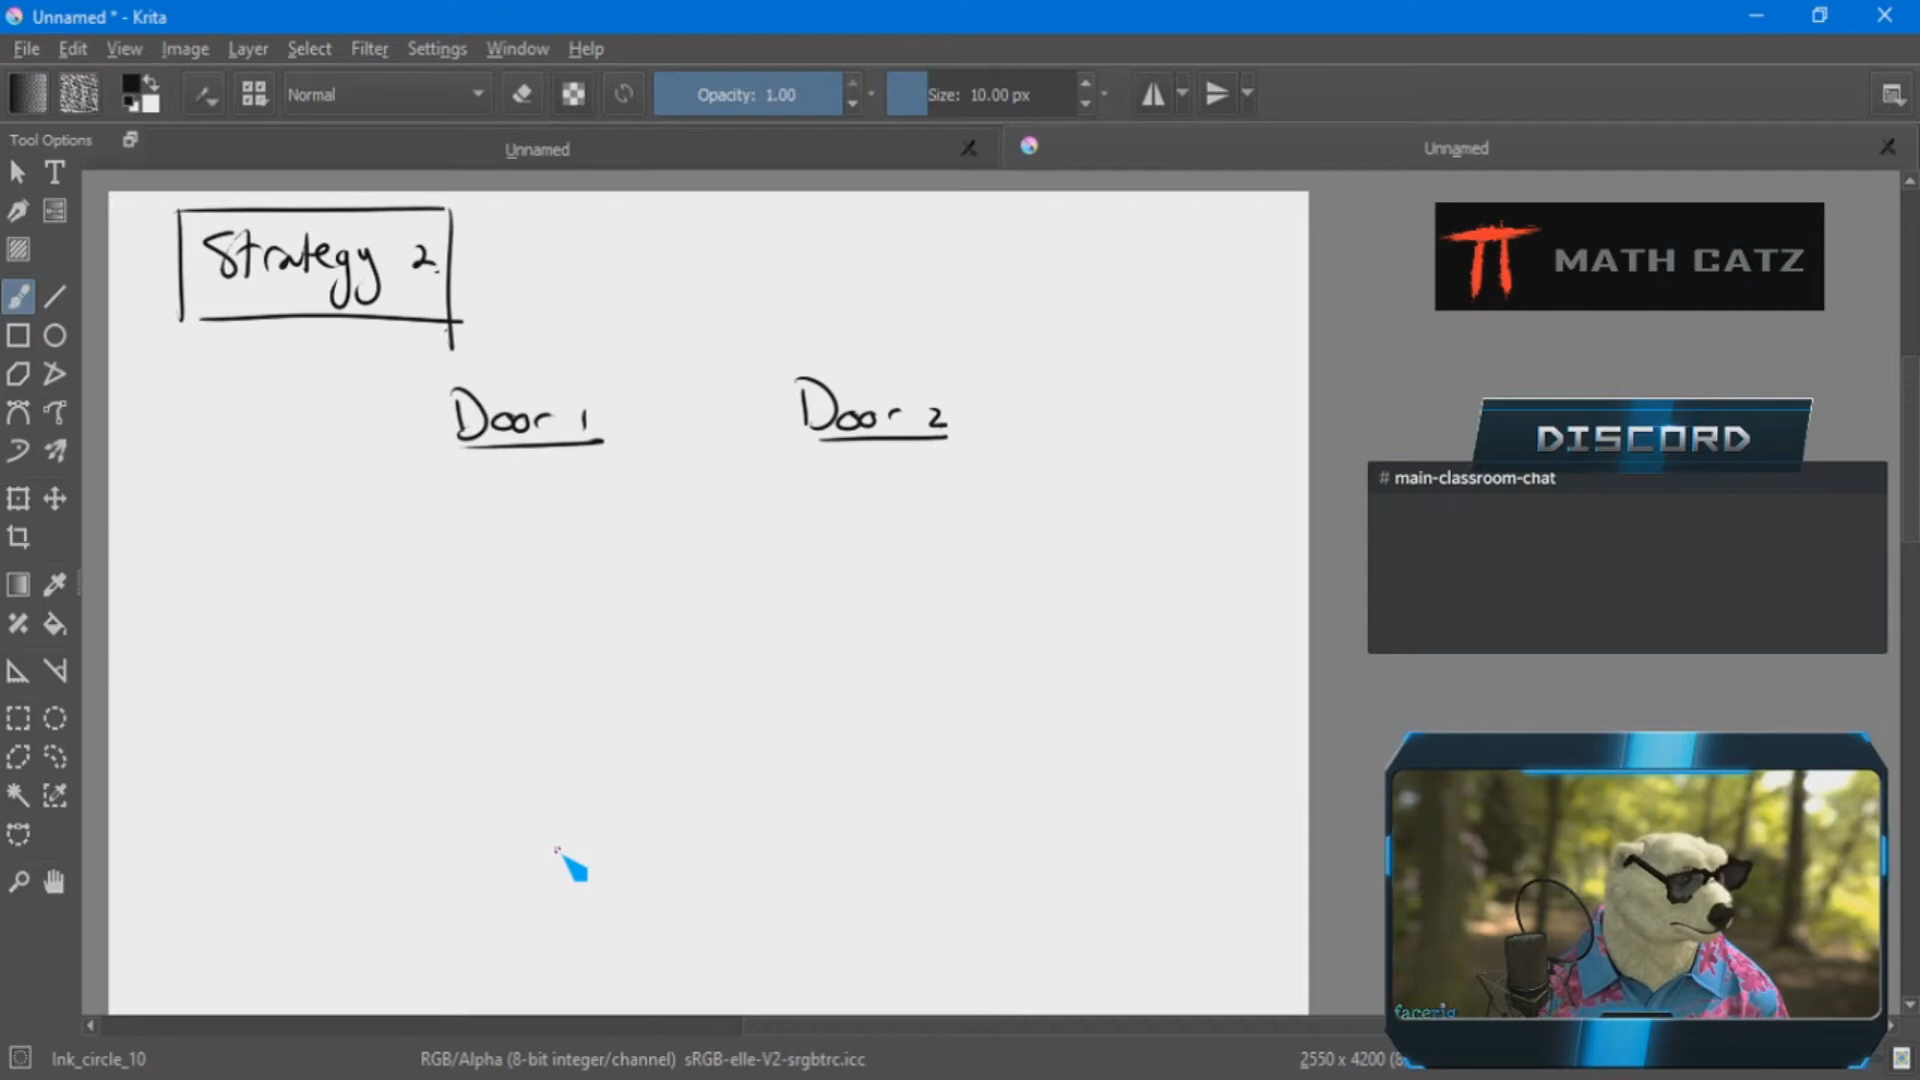 Unnamed * - Krita
File Edit View Image Layer Select Filter Settings Window Help
Normal
Opacity: 1.00
Size: 10.00 px
Tool Options
Unnamed
Unnamed
Strategy 2.
Door 1
Door 2
MATH CATZ
DISCORD
# main-classroom-chat
facerig
Ink_circle_10
RGB/Alpha (8-bit integer/channel) sRGB-elle-V2-srgbtrc.icc
2550 x 4200 (8